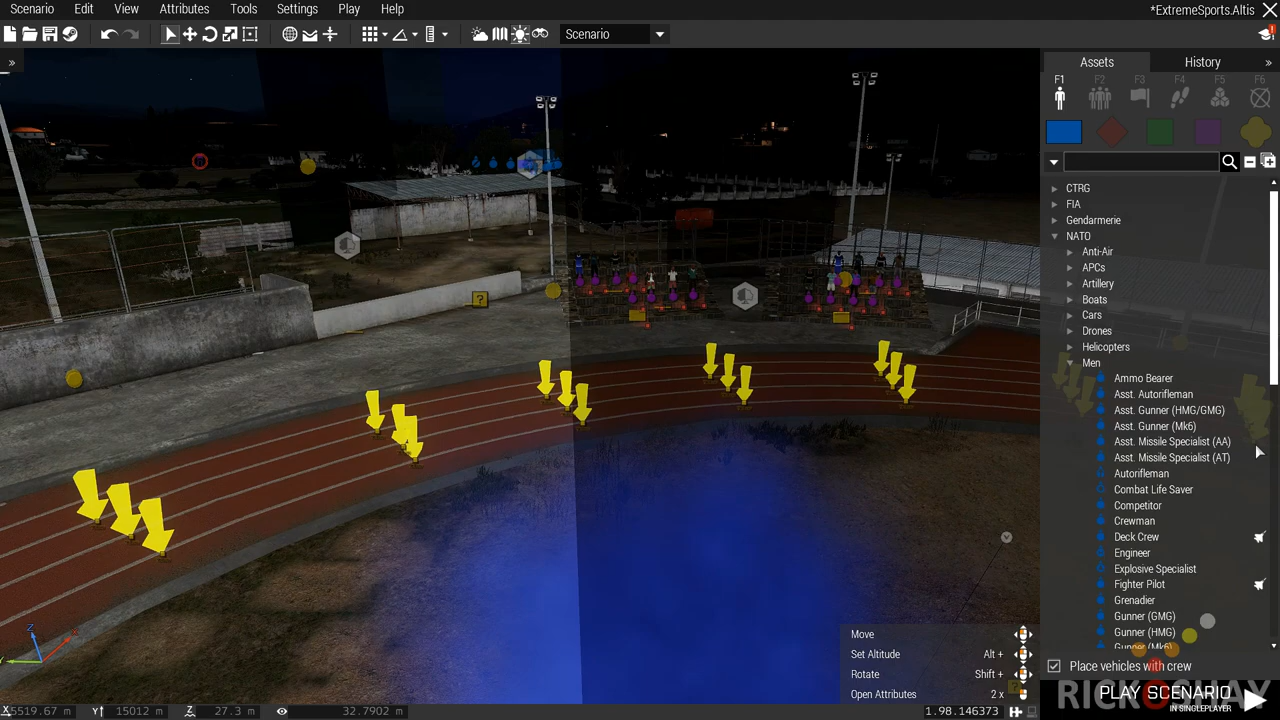 Scenario Edit View Attributes Tools Settings Play Help *ExtremeSports.Altis
Scenario
Assets History
F1 F2 F3 F4 F5 F6
CTRG
FIA
Gendarmerie
NATO
Anti-Air
APCs
Artillery
Boats
Cars
Drones
Helicopters
Men
Ammo Bearer
Asst. Autorifleman
Asst. Gunner (HMG/GMG)
Asst. Gunner (Mk6)
Asst. Missile Specialist (AA)
Asst. Missile Specialist (AT)
Autorifleman
Combat Life Saver
Competitor
Crewman
Deck Crew
Engineer
Explosive Specialist
Fighter Pilot
Grenadier
Gunner (GMG)
Gunner (HMG)
Gunner (Mk6)
Move
Set Altitude Alt +
Rotate Shift +
Open Attributes 2 x
Place vehicles with crew
PLAY SCENARIO
IN SINGLEPLAYER
X 5519.67 m Y 15012 m Z 27.3 m 32.7902 m 1.98.146373